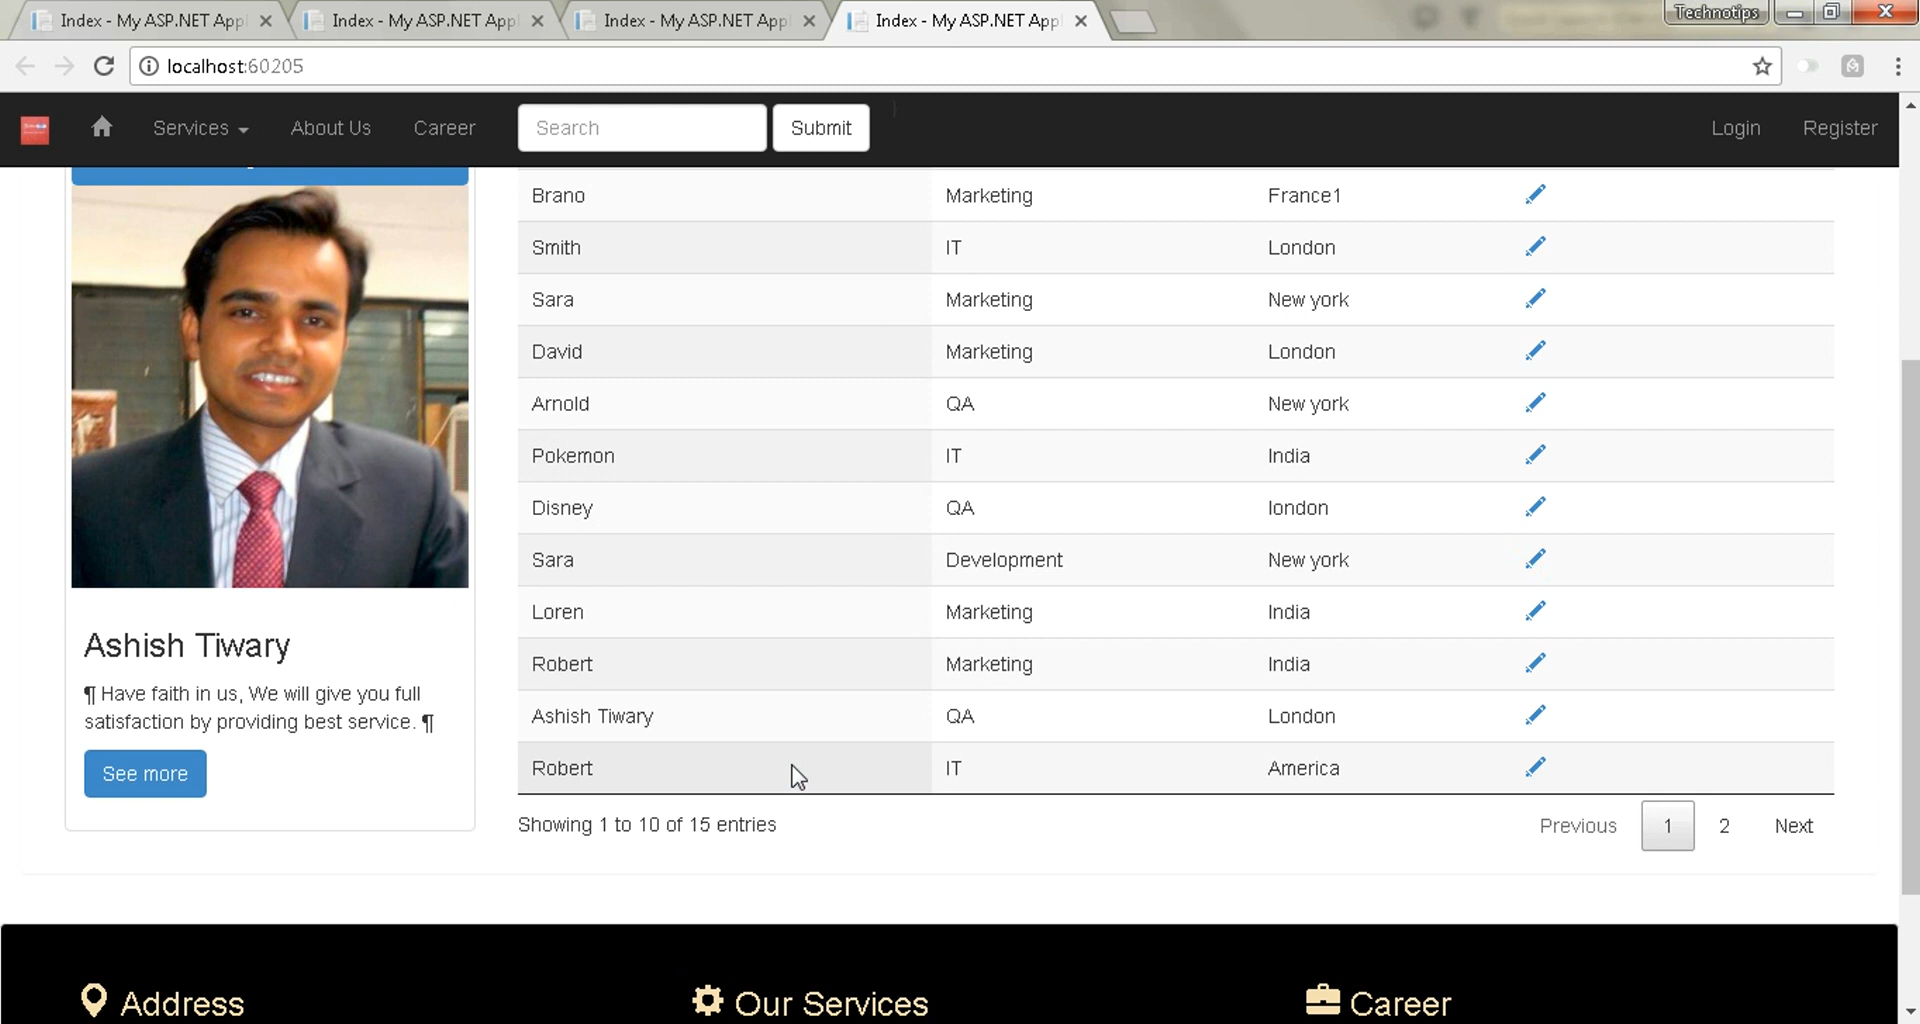 Index - My ASP.NET Appl
Index - My ASP.NET Appl
Index - My ASP.NET Appl
Index - My ASP.NET Appl
Technotips
localhost:60205
Services
About Us
Career
Search
Submit
Login
Register
Brano Marketing France1
Smith IT London
Sara Marketing New york
David Marketing London
Arnold QA New york
Pokemon IT India
Disney QA london
Sara Development New york
Loren Marketing India
Robert Marketing India
Ashish Tiwary QA London
Robert IT America
Ashish Tiwary
¶ Have faith in us, We will give you full
satisfaction by providing best service. ¶
See more
Showing 1 to 10 of 15 entries
Previous 1 2 Next
Address
Our Services
Career